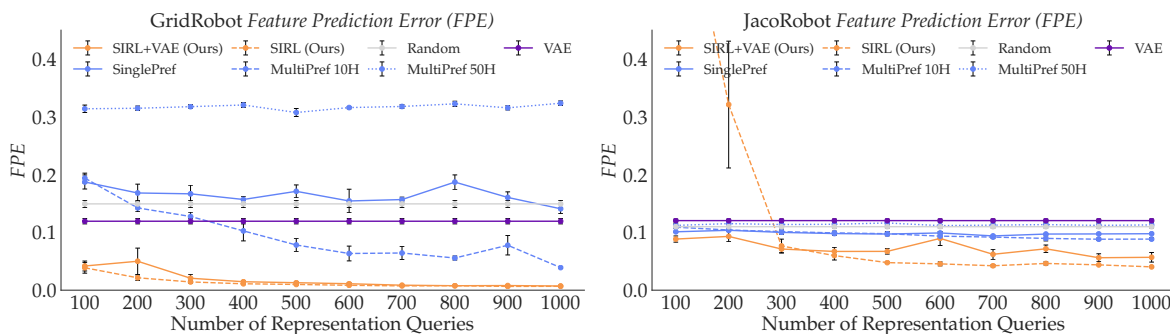 GridRobot Feature Prediction Error (FPE)
SIRL+VAE (Ours) SIRL (Ours) Random VAE
SinglePref MultiPref 10H MultiPref 50H
0.4
0.3
0.2
0.1
0.0
FPE
100 200 300 400 500 600 700 800 900 1000
Number of Representation Queries
JacoRobot Feature Prediction Error (FPE)
SIRL+VAE (Ours) SIRL (Ours) Random VAE
SinglePref MultiPref 10H MultiPref 50H
0.4
0.3
0.2
0.1
0.0
FPE
100 200 300 400 500 600 700 800 900 1000
Number of Representation Queries